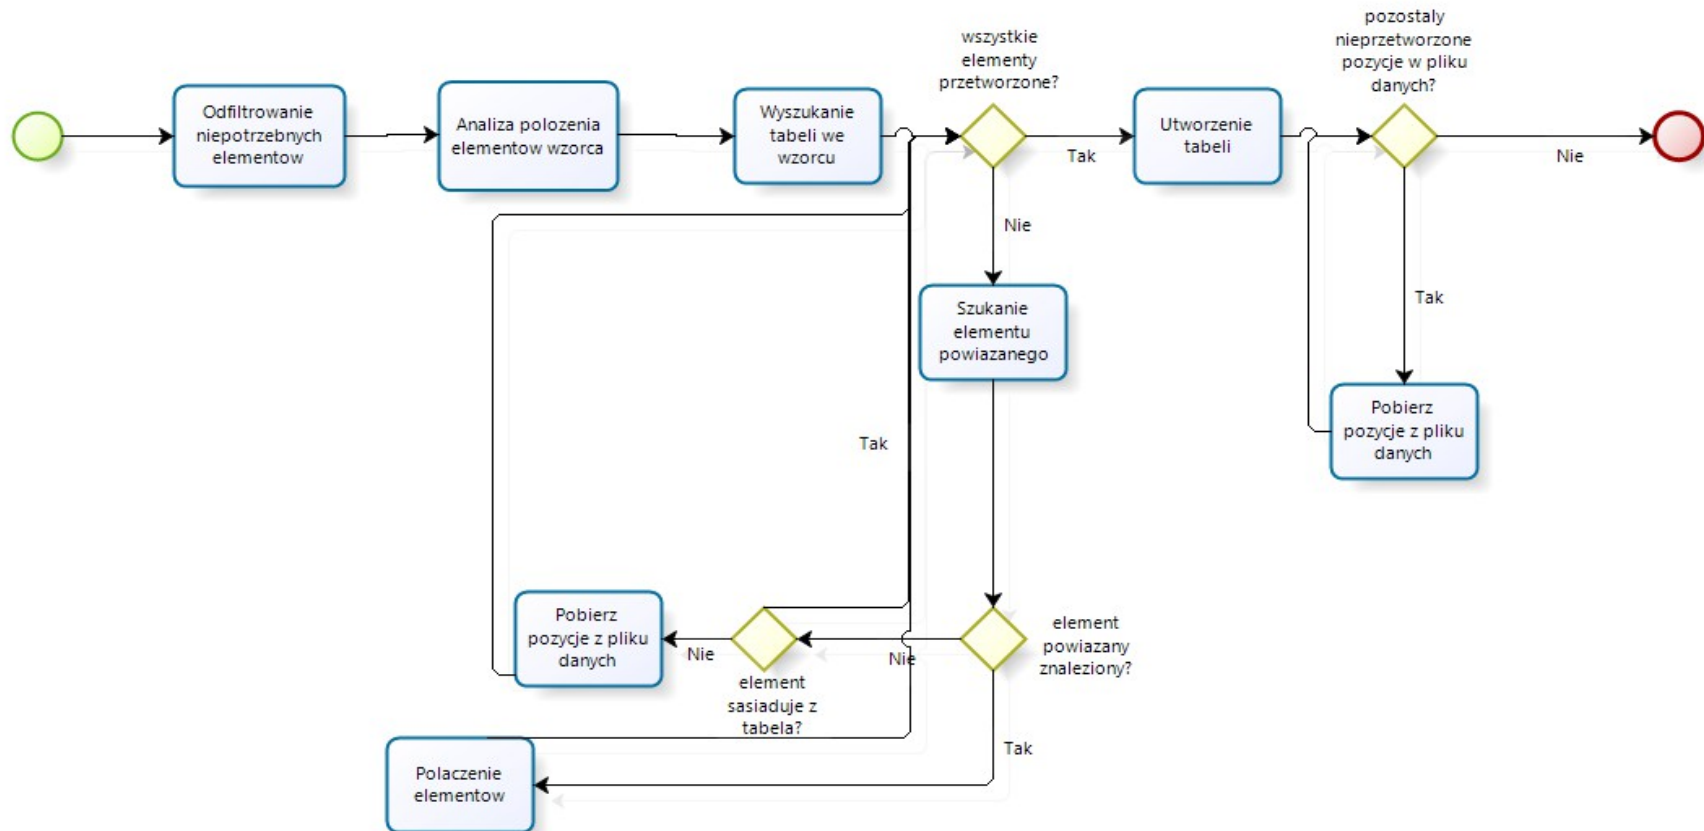 Odfiltrowanie
niepotrzebnych
elementow
Analiza polozenia
elementow wzorca
Wyszukanie
tabeli we
wzorcu
wszystkie
elementy
przetworzone?
Tak
Utworzenie
tabeli
pozostaly
nieprzetworzone
pozycje w pliku
danych?
Nie
Nie
Szukanie
elementu
powiazanego
Tak
Pobierz
pozycje z pliku
danych
Tak
Pobierz
pozycje z pliku
danych
Nie
element
sasiaduje z
tabela?
Nie
element
powiazany
znaleziony?
Tak
Polaczenie
elementow